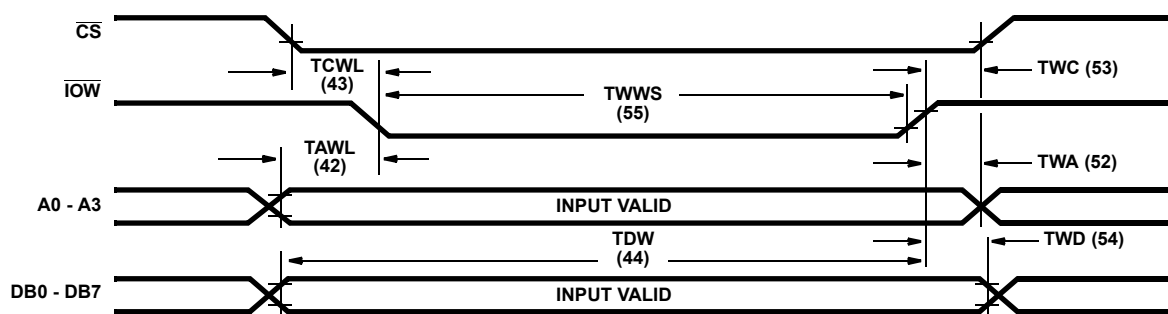 CS
TCWL
(43)
TWC (53)
IOW
TWWS
(55)
TAWL
(42)
TWA (52)
A0 - A3
INPUT VALID
TDW
(44)
TWD (54)
DB0 - DB7
INPUT VALID